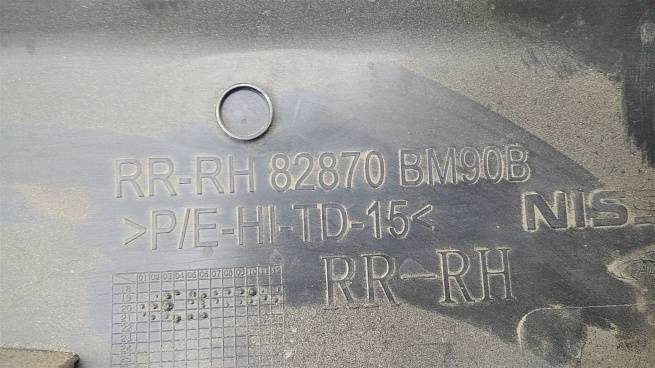 RR-RH 82870 BM90B
>P/E-HI-TD-15<
NIS
RR-RH